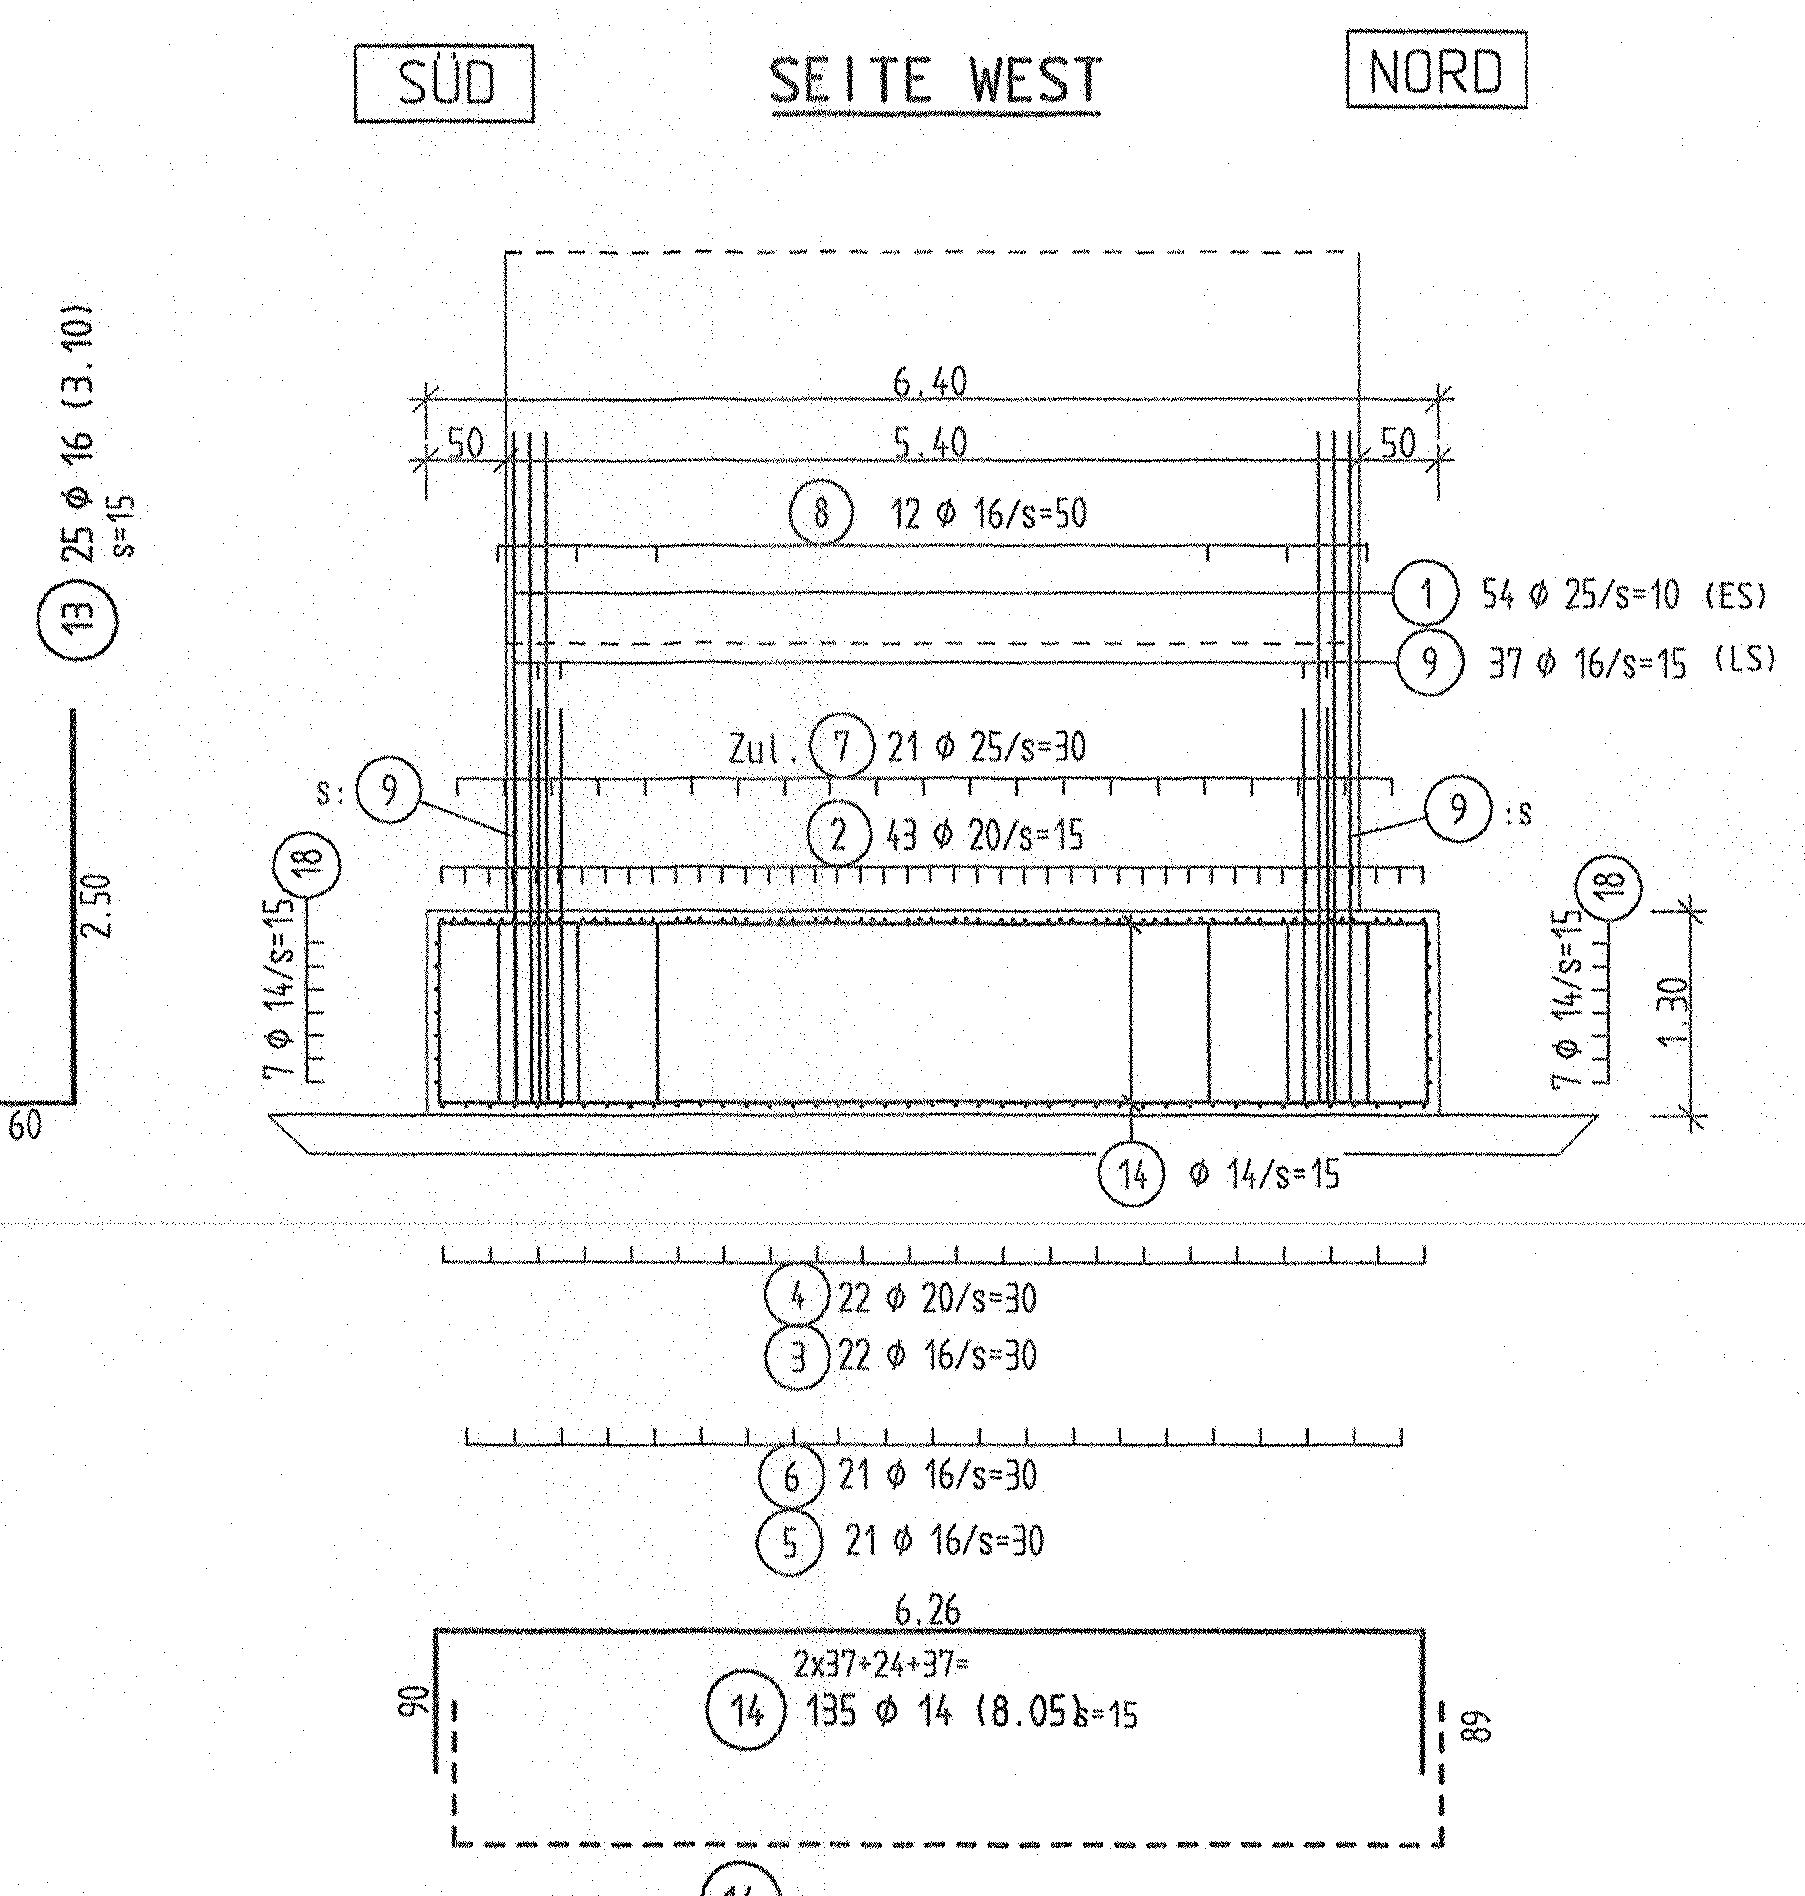 SÜD
SEITE WEST
NORD
6.40
50
5.40
50
8 12 φ 16/s=50
1 54 φ 25/s=10 (ES)
9 37 φ 16/s=15 (LS)
Zul. 7 21 φ 25/s=30
s: 9
9 :s
2 43 φ 20/s=15
13 25 φ 16 (3.10)
s=15
2.50
60
18
7 φ 14/s=15
18
7 φ 14/s=15
1.30
14 φ 14/s=15
4 22 φ 20/s=30
3 22 φ 16/s=30
6 21 φ 16/s=30
5 21 φ 16/s=30
6.26
2x37+24+37=
14 135 φ 14 (8.05) s=15
90
89